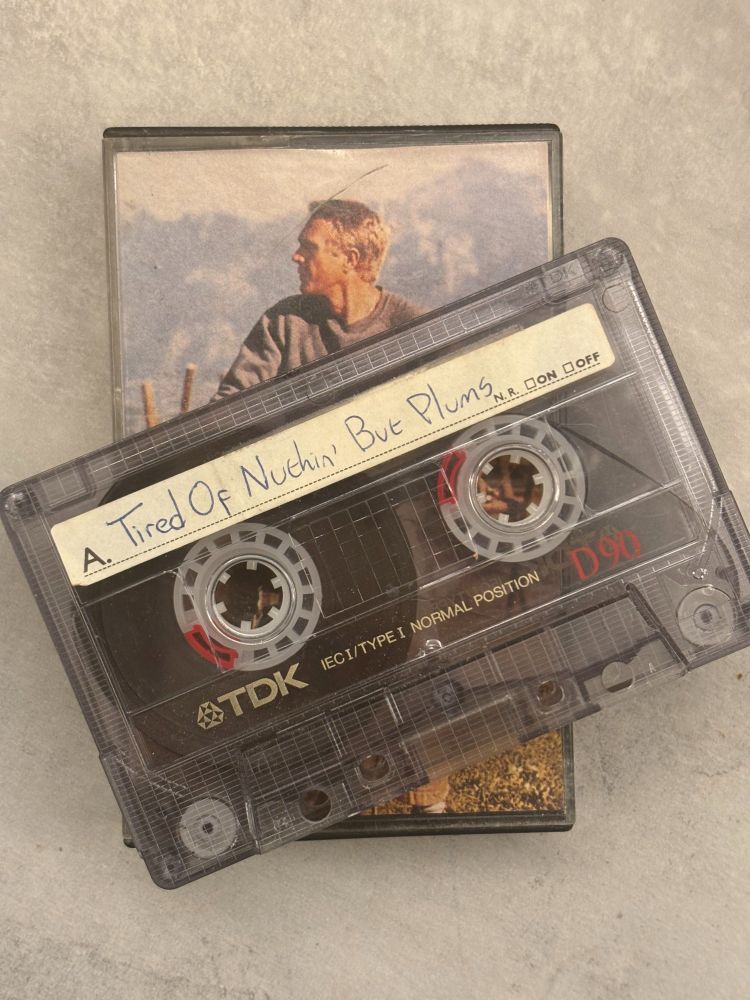 A. Tired Of Nuthin' But Plums N.R. ☐ON ☐OFF
D90
IEC I/TYPE I NORMAL POSITION
TDK